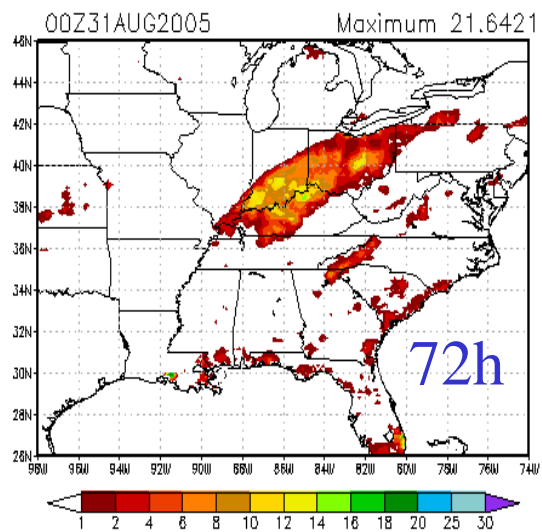 00Z31AUG2005 Maximum 21.6421
46N
44N
42N
40N
38N
36N
34N
32N
30N
28N
26N
72h
98W 96W 94W 92W 90W 88W 86W 84W 82W 80W 78W 76W 74W
1 2 4 6 8 10 12 14 16 18 20 25 30